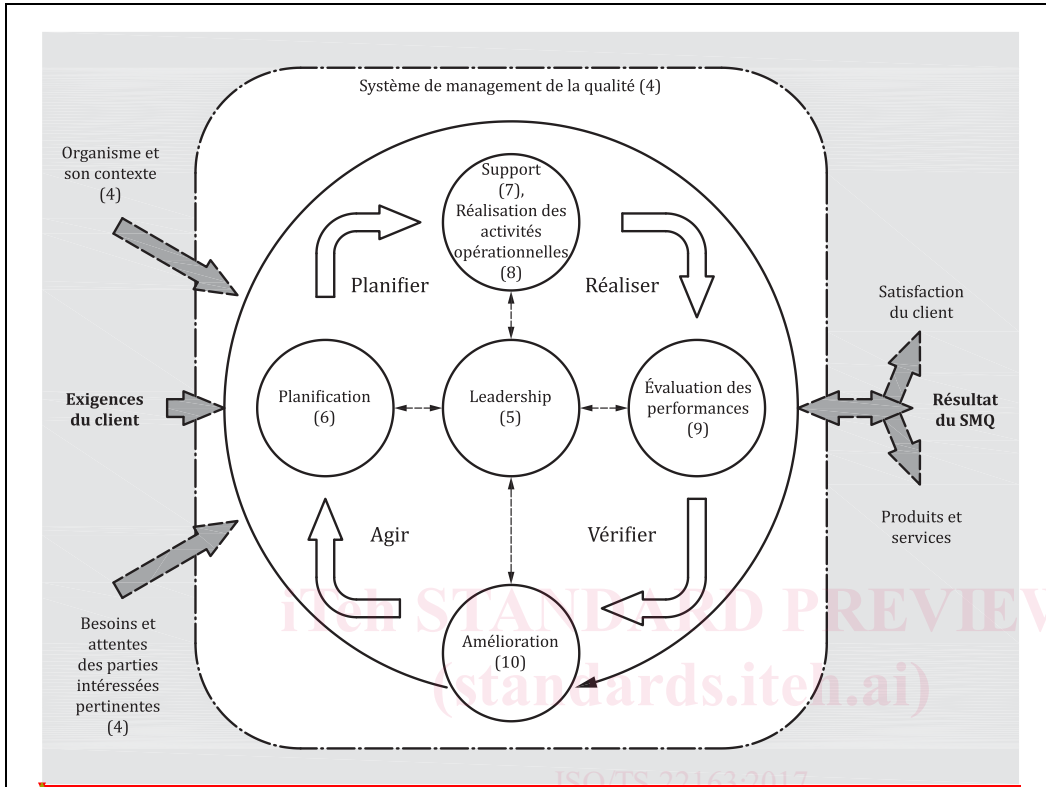 Système de management de la qualité (4)
Organisme et
son contexte
(4)
Support
(7),
Réalisation des
activités
opérationnelles
(8)
Planifier
Réaliser
Satisfaction
du client
Exigences
du client
Planification
(6)
Leadership
(5)
Évaluation des
performances
(9)
Résultat
du SMQ
Agir
Vérifier
Produits et
services
Besoins et
attentes
des parties
intéressées
pertinentes
(4)
Amélioration
(10)
iTeh STANDARD PREVIEW
(standards.iteh.ai)
ISO/TS 22163:2017